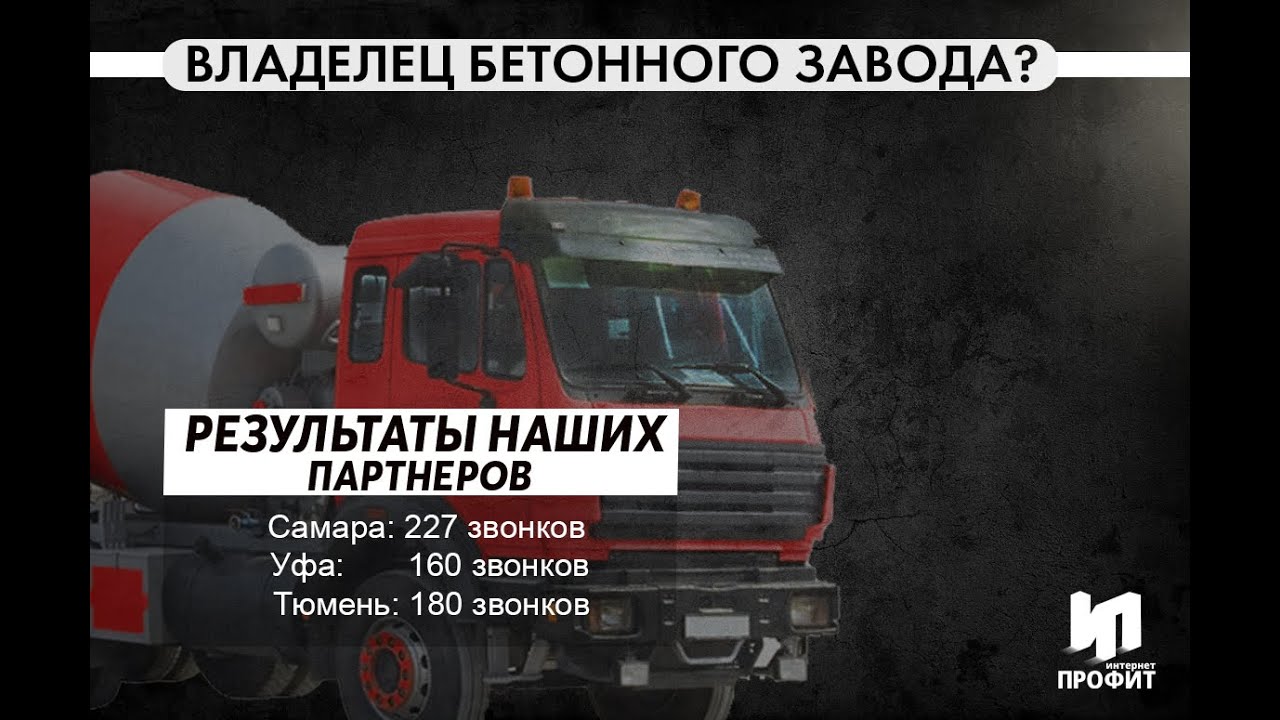 ВЛАДЕЛЕЦ БЕТОННОГО ЗАВОДА?
РЕЗУЛЬТАТЫ НАШИХ
ПАРТНЕРОВ
Самара: 227 звонков
Уфа: 160 звонков
Тюмень: 180 звонков
ИП
интернет
ПРОФИТ